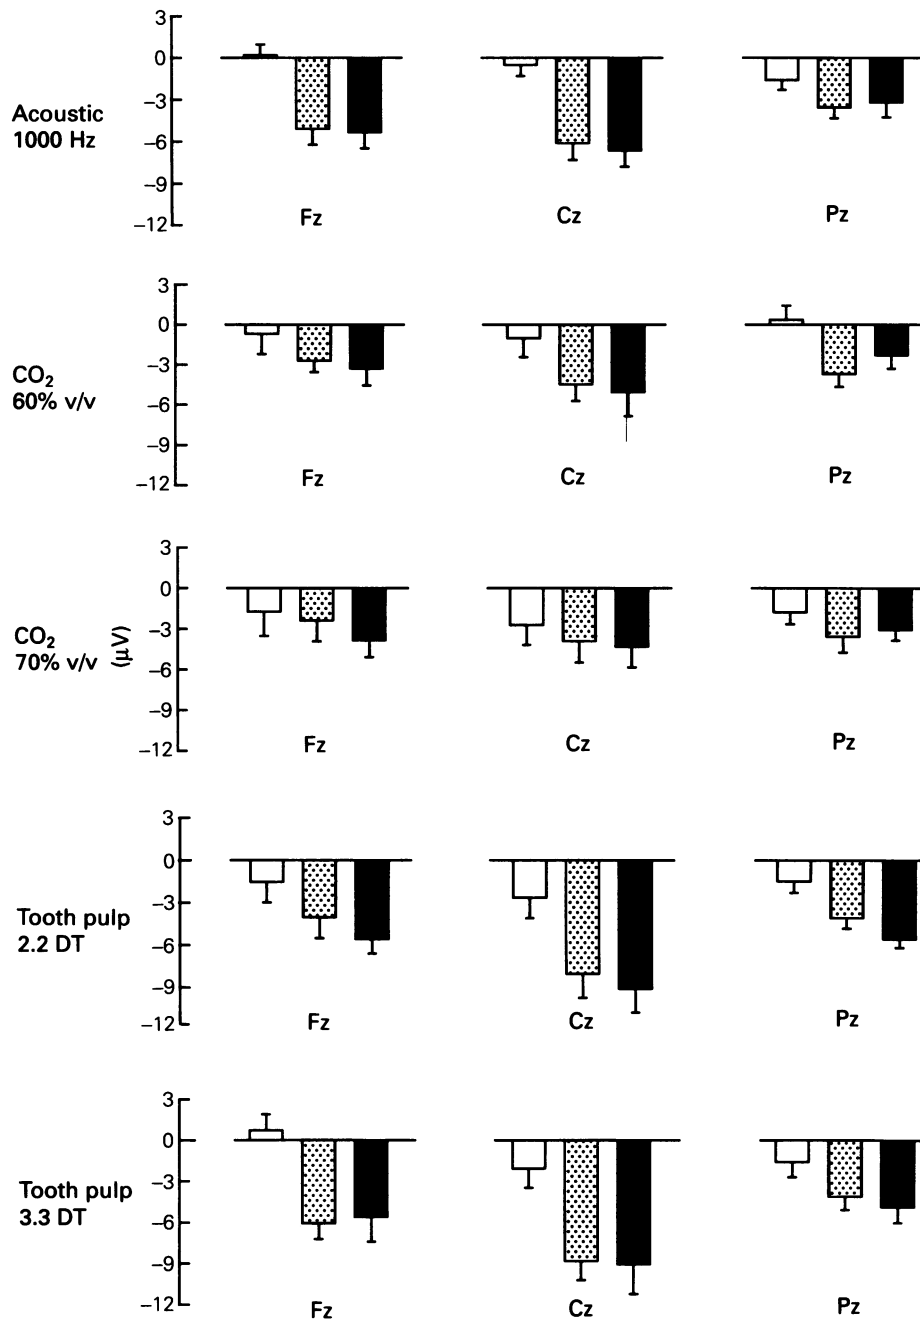 3
0
−3
−6
−9
−12
Acoustic
1000 Hz
Fz
Cz
Pz
3
0
−3
−6
−9
−12
CO₂
60% v/v
Fz
Cz
Pz
3
0
−3
−6
−9
−12
CO₂
70% v/v
(μV)
Fz
Cz
Pz
3
0
−3
−6
−9
−12
Tooth pulp
2.2 DT
Fz
Cz
Pz
3
0
−3
−6
−9
−12
Tooth pulp
3.3 DT
Fz
Cz
Pz